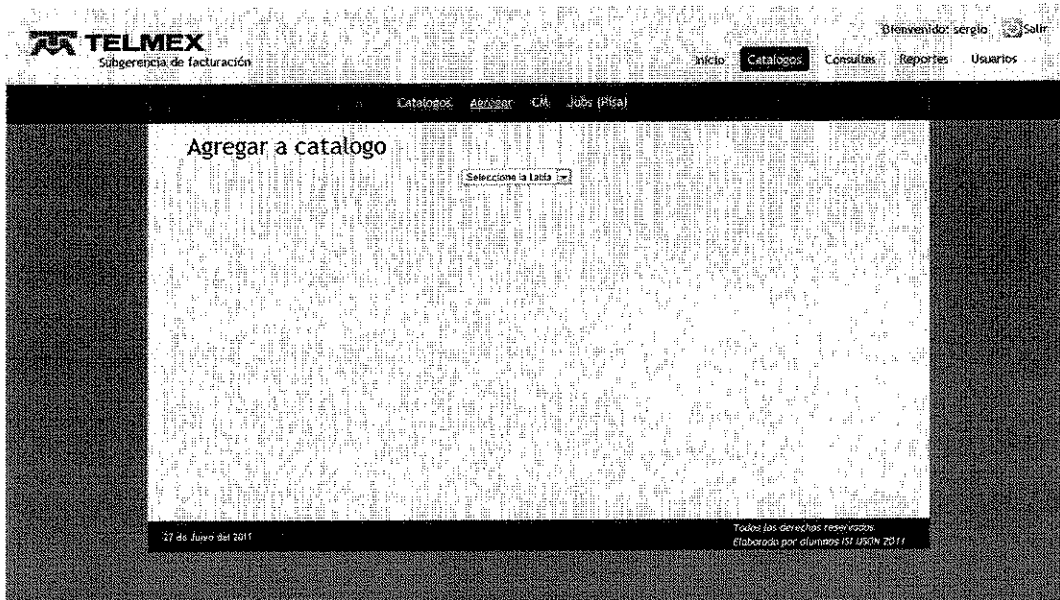 Bienvenido: sergio Salir
TELMEX
Subgerencia de facturación
Inicio Catalogos Consultas Reportes Usuarios
Catalogos Agregar CM Jobs (Pisa)
Agregar a catalogo
Seleccione la tabla
27 de Junio del 2011
Todos los derechos reservados.
Elaborado por alumnos ISI USON 2011